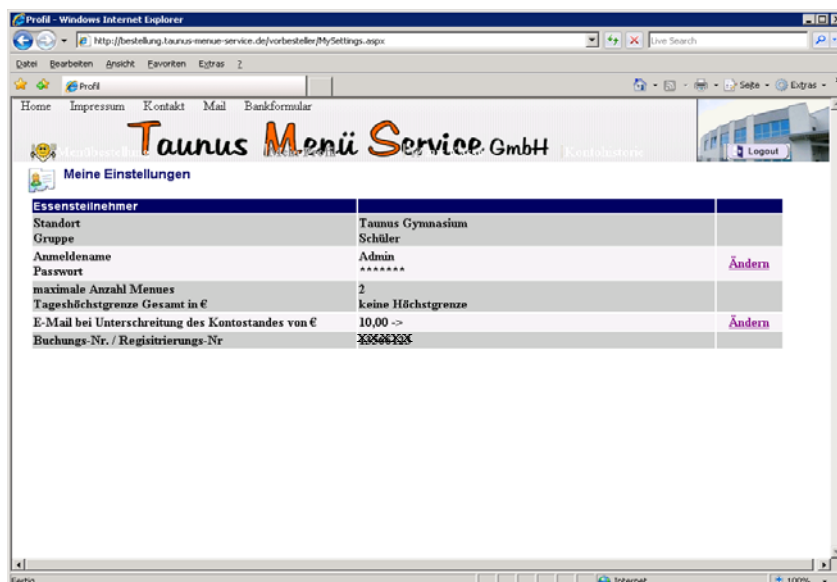 Profil - Windows Internet Explorer
http://bestellung.taunus-menue-service.de/vorbesteller/MySettings.aspx
Live Search
Datei Bearbeiten Ansicht Favoriten Extras ?
Profil
Seite Extras
Home Impressum Kontakt Mail Bankformular
Taunus Menü Service GmbH
Kontohistorie
Logout
Meine Einstellungen
Essensteilnehmer
Standort Taunus Gymnasium
Gruppe Schüler
Anmeldename Admin
Passwort *******
Ändern
maximale Anzahl Menues 2
Tageshöchstgrenze Gesamt in € keine Höchstgrenze
E-Mail bei Unterschreitung des Kontostandes von € 10,00 -> Ändern
Buchungs-Nr. / Regisitrierungs-Nr
Fertig Internet 100%